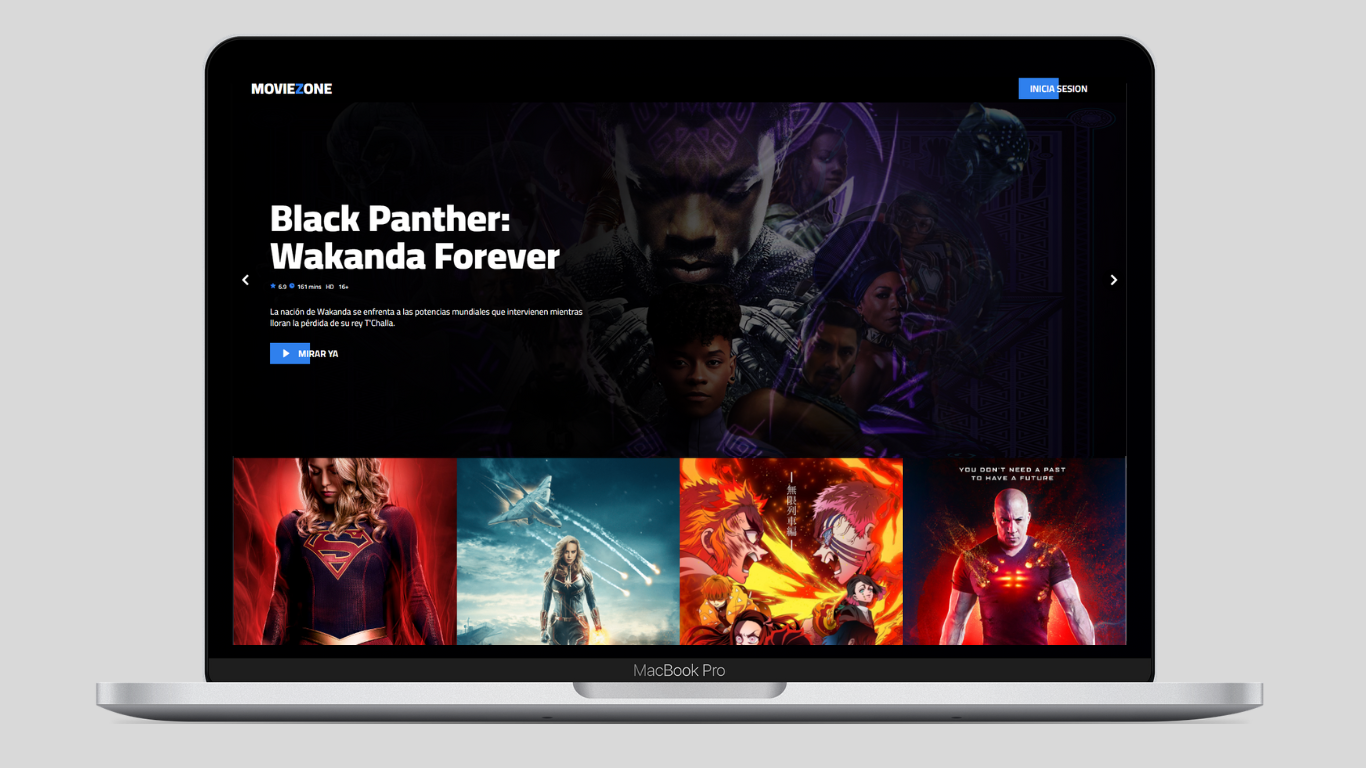 MOVIEZONE
INICIA SESION
Black Panther:
Wakanda Forever
6.9 161 mins HD 16+
La nación de Wakanda se enfrenta a las potencias mundiales que intervienen mientras
lloran la pérdida de su rey T'Challa.
MIRAR YA
無限列車編
YOU DON'T NEED A PAST
TO HAVE A FUTURE
MacBook Pro